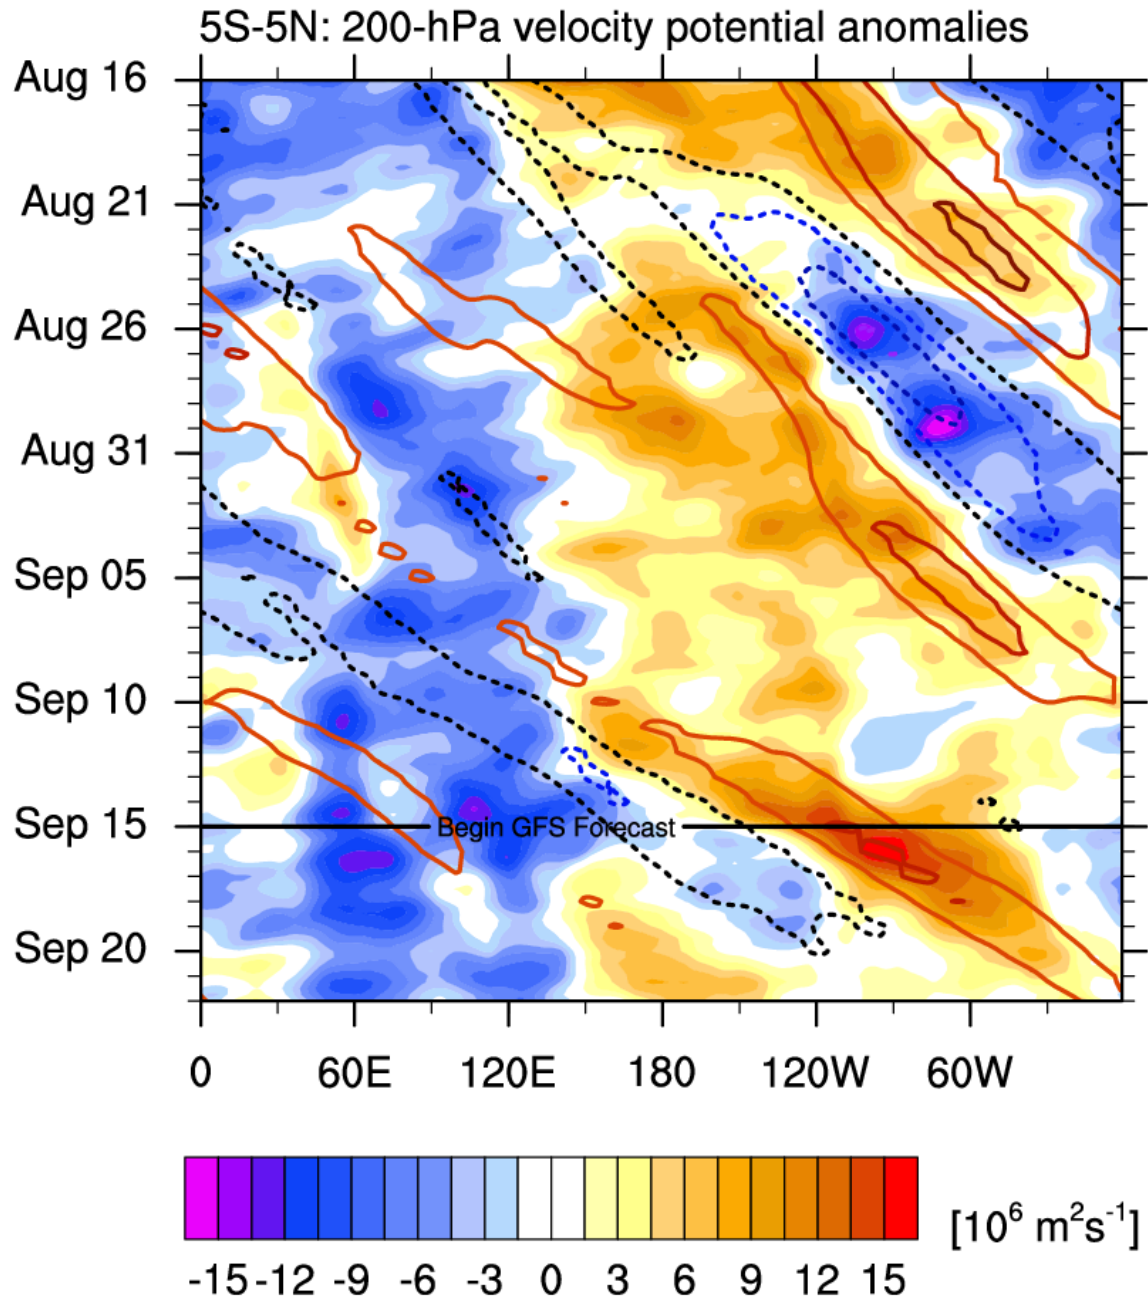 5S-5N: 200-hPa velocity potential anomalies
Aug 16
Aug 21
Aug 26
Aug 31
Sep 05
Sep 10
Sep 15
Begin GFS Forecast
Sep 20
0 60E 120E 180 120W 60W
[10⁶ m²s⁻¹]
-15 -12 -9 -6 -3 0 3 6 9 12 15